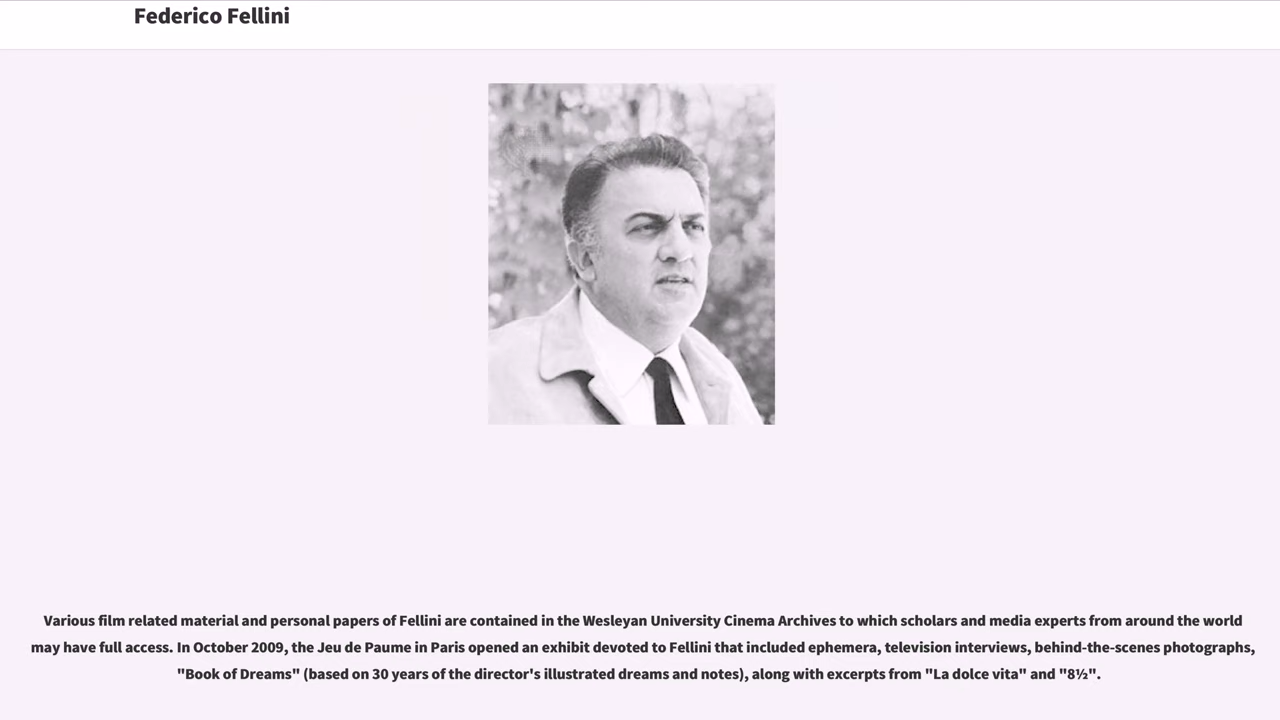 Federico Fellini
Various film related material and personal papers of Fellini are contained in the Wesleyan University Cinema Archives to which scholars and media experts from around the world
may have full access. In October 2009, the Jeu de Paume in Paris opened an exhibit devoted to Fellini that included ephemera, television interviews, behind-the-scenes photographs,
"Book of Dreams" (based on 30 years of the director's illustrated dreams and notes), along with excerpts from "La dolce vita" and "8½".